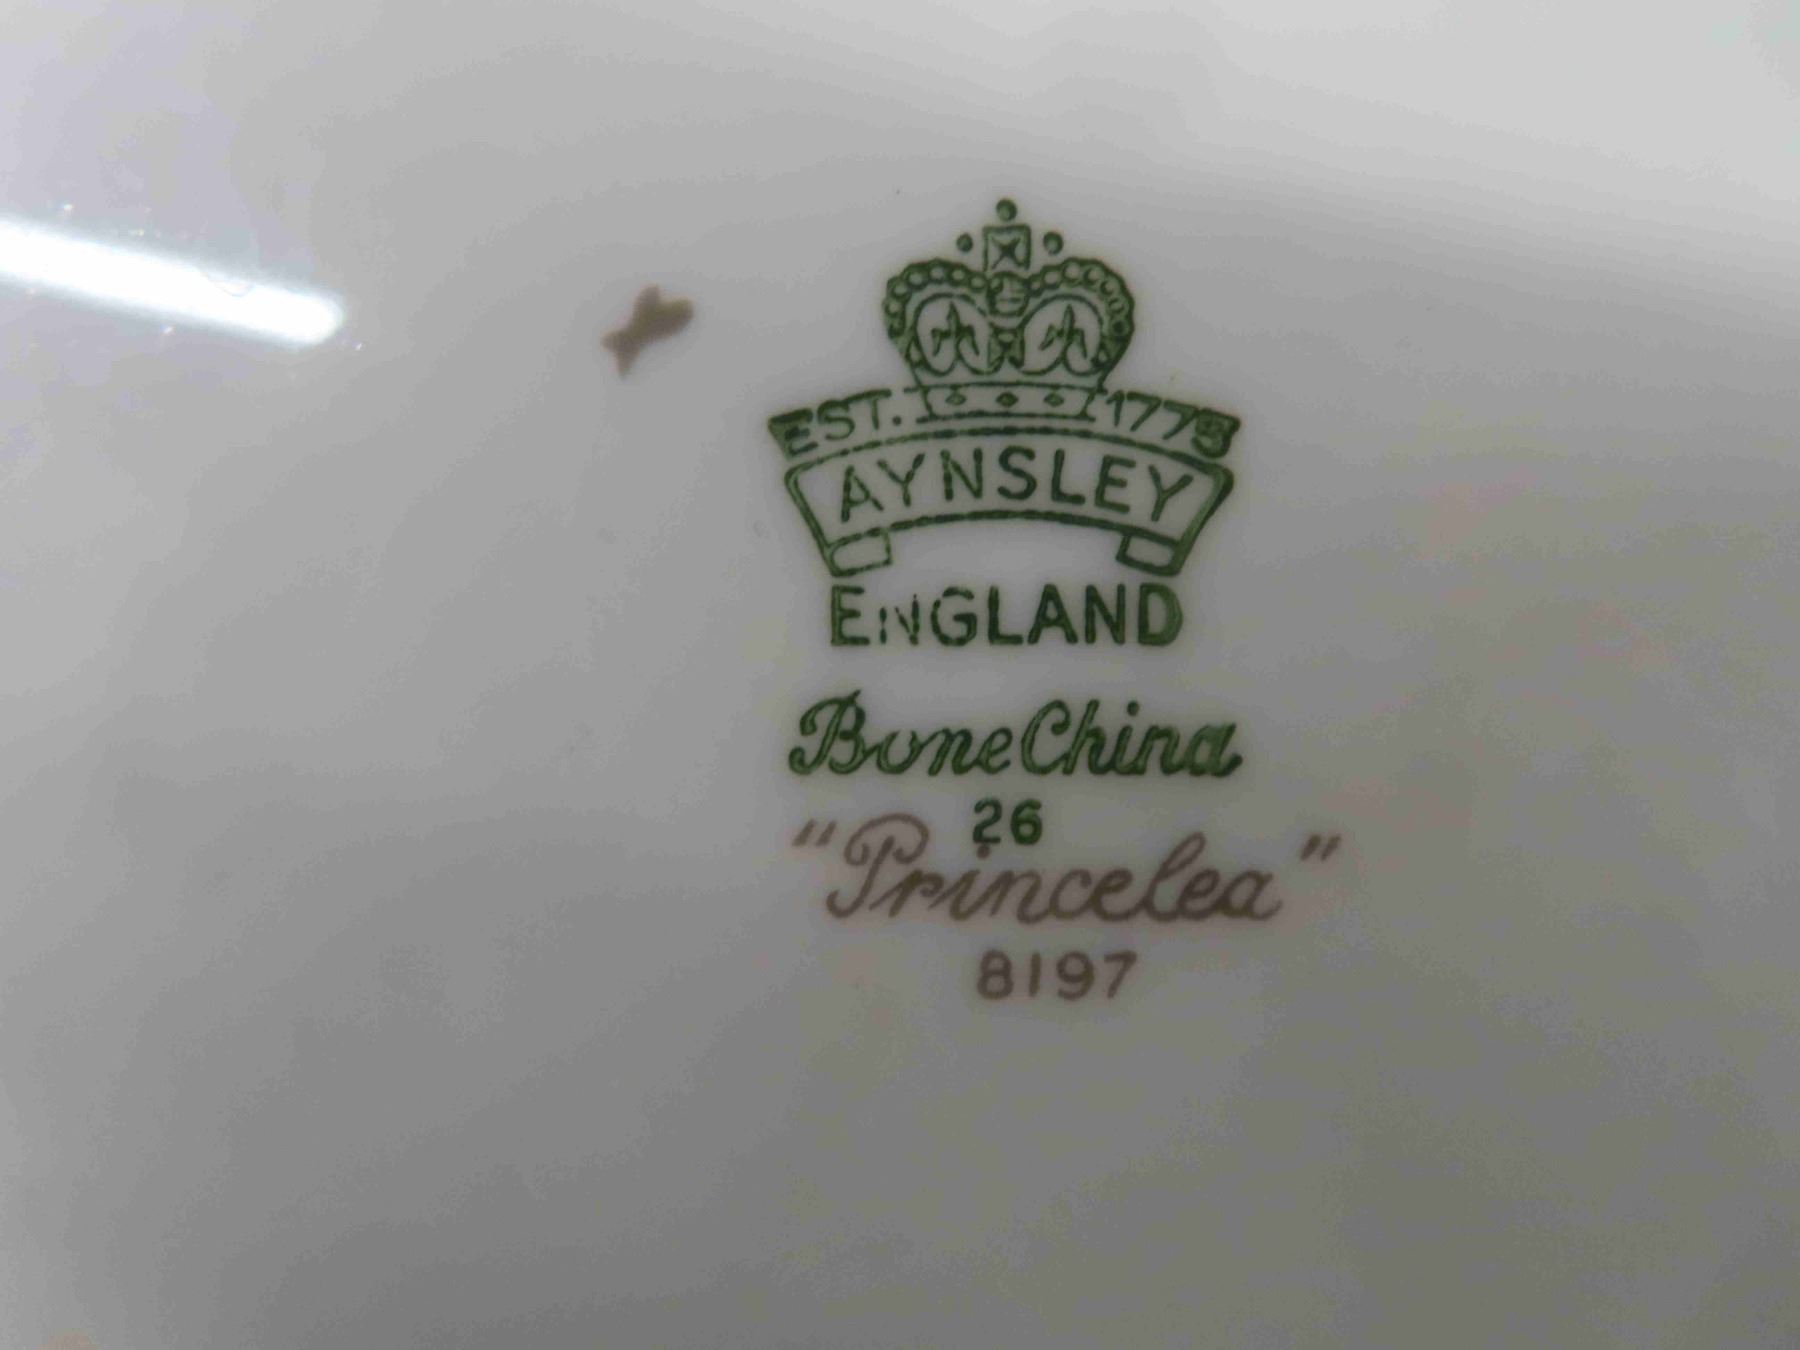 EST. 1775
AYNSLEY
ENGLAND
Bone China
26
"Princelea"
8197